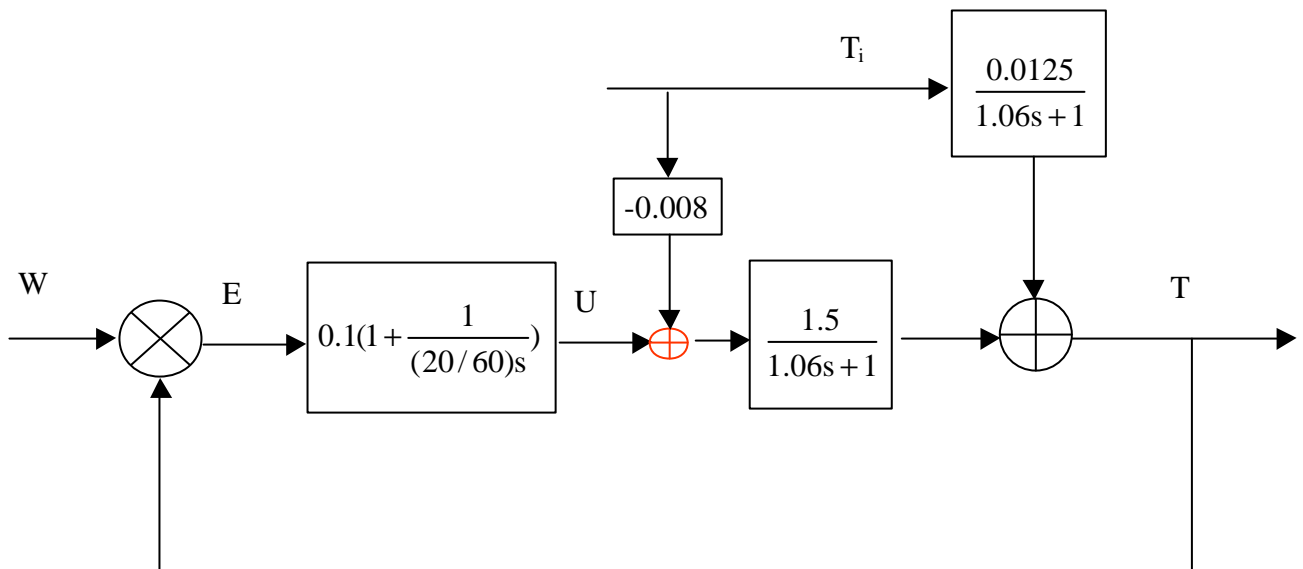 Tᵢ
0.0125
1.06s + 1
-0.008
W
E
0.1(1 + 1/((20/60)s))
U
1.5
1.06s + 1
T